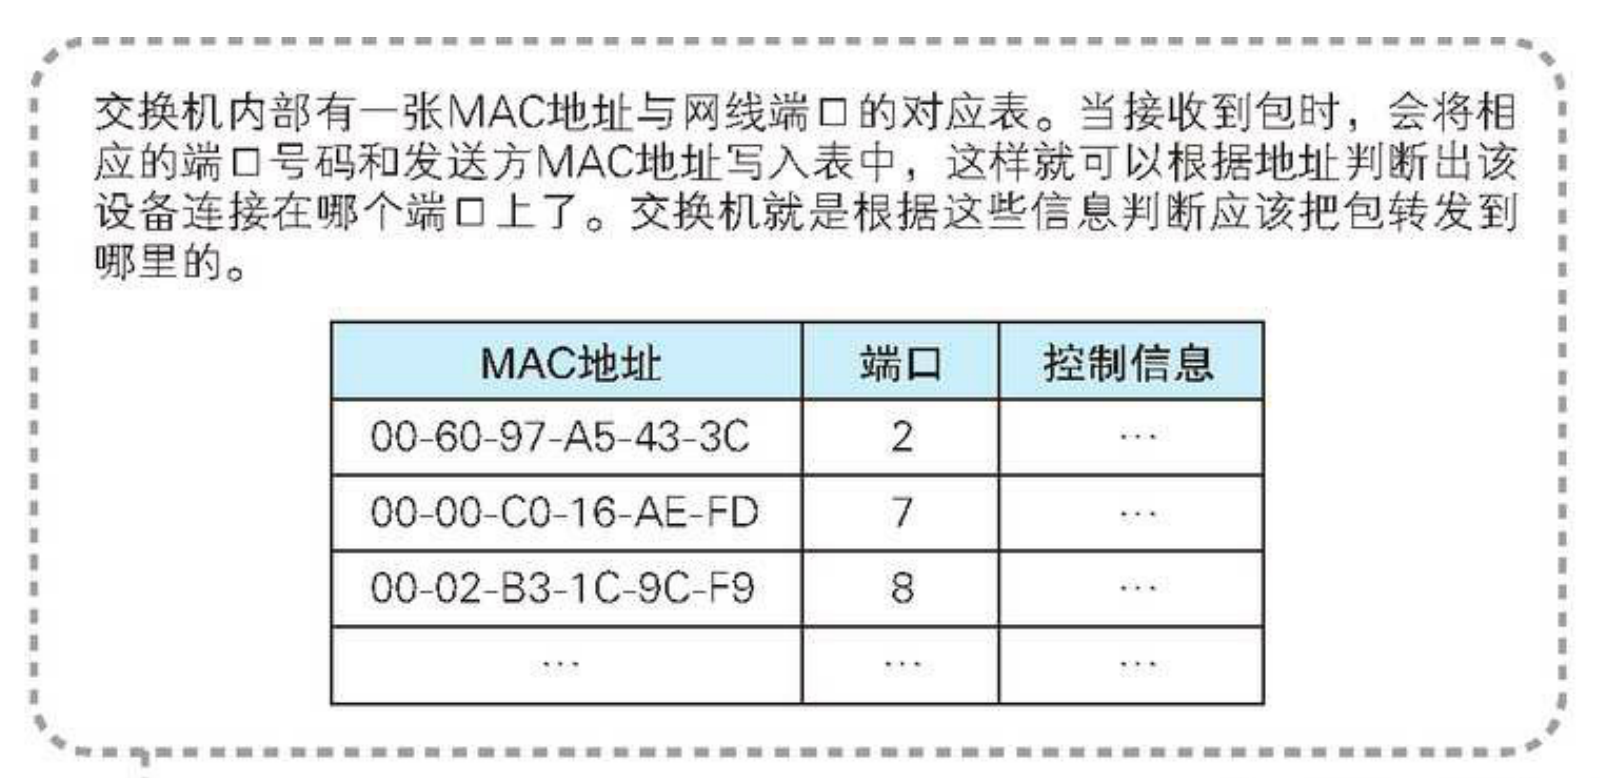 交换机内部有一张MAC地址与网线端口的对应表。当接收到包时，会将相
应的端口号码和发送方MAC地址写入表中，这样就可以根据地址判断出该
设备连接在哪个端口上了。交换机就是根据这些信息判断应该把包转发到
哪里的。
MAC地址 端口 控制信息
00-60-97-A5-43-3C 2 …
00-00-C0-16-AE-FD 7 …
00-02-B3-1C-9C-F9 8 …
… … …